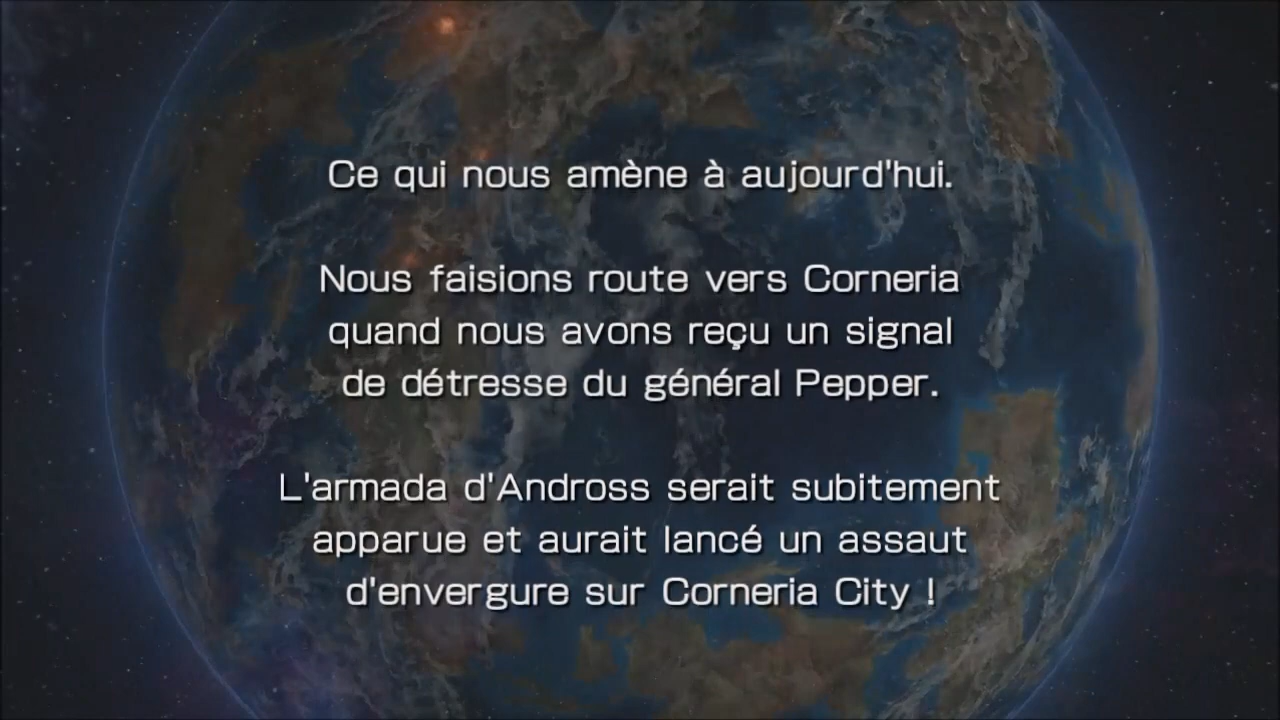 Ce qui nous amène à aujourd'hui.
Nous faisions route vers Corneria
quand nous avons reçu un signal
de détresse du général Pepper.
L'armada d'Andross serait subitement
apparue et aurait lancé un assaut
d'envergure sur Corneria City !